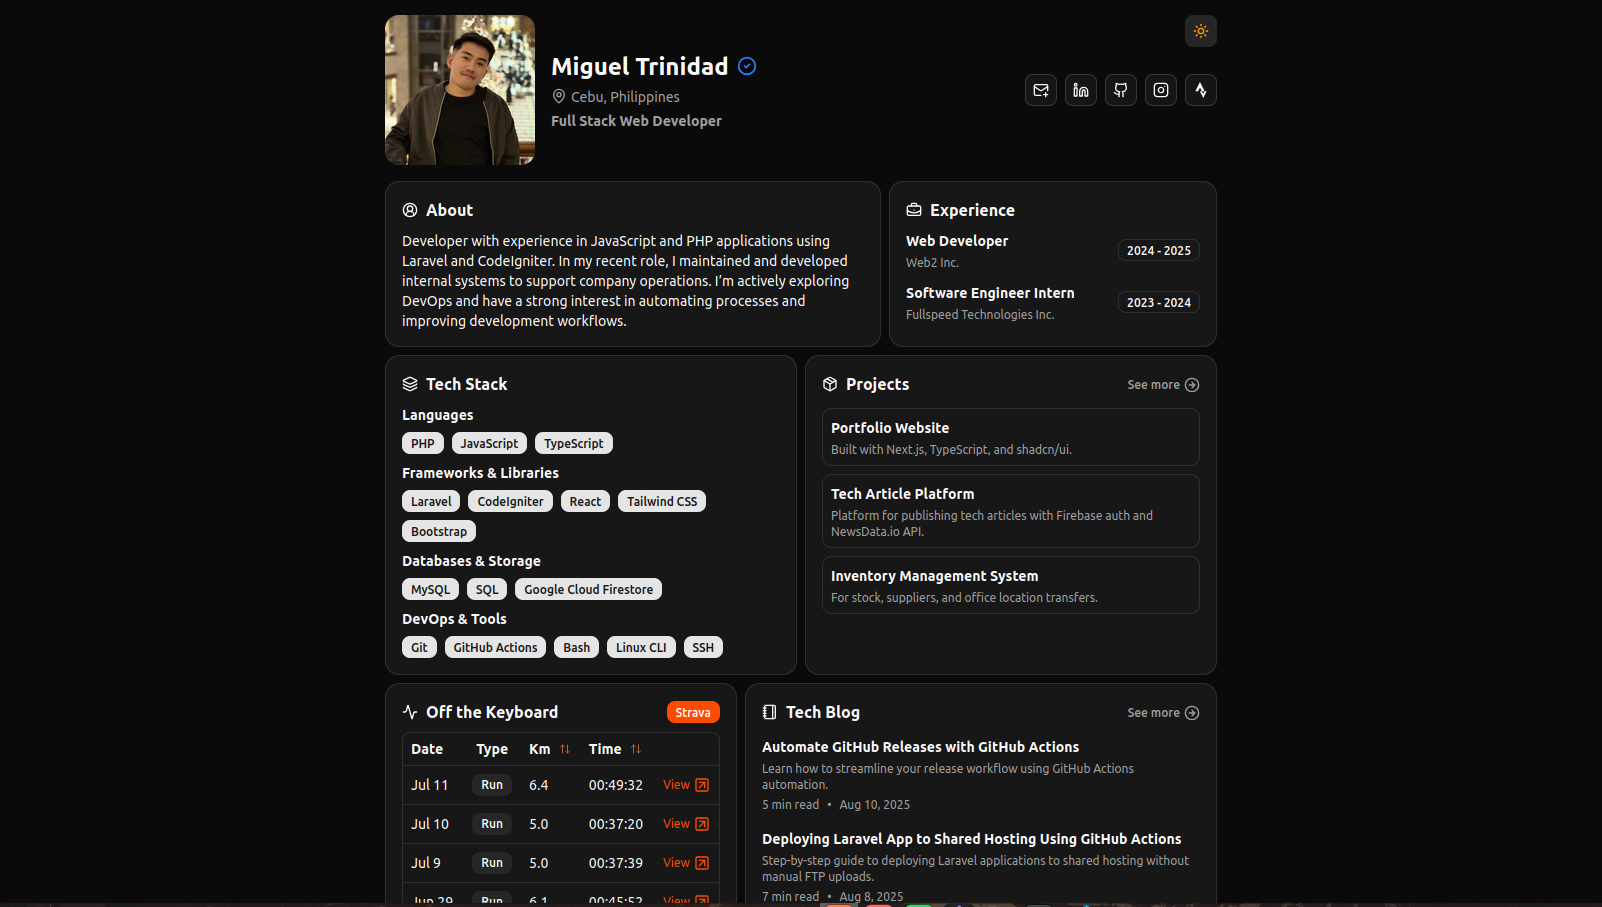 Miguel Trinidad
Cebu, Philippines
Full Stack Web Developer
About
Developer with experience in JavaScript and PHP applications using
Laravel and CodeIgniter. In my recent role, I maintained and developed
internal systems to support company operations. I’m actively exploring
DevOps and have a strong interest in automating processes and
improving development workflows.
Experience
Web Developer
Web2 Inc.
2024 - 2025
Software Engineer Intern
Fullspeed Technologies Inc.
2023 - 2024
Tech Stack
Languages
PHP JavaScript TypeScript
Frameworks & Libraries
Laravel CodeIgniter React Tailwind CSS
Bootstrap
Databases & Storage
MySQL SQL Google Cloud Firestore
DevOps & Tools
Git GitHub Actions Bash Linux CLI SSH
Projects
See more
Portfolio Website
Built with Next.js, TypeScript, and shadcn/ui.
Tech Article Platform
Platform for publishing tech articles with Firebase auth and
NewsData.io API.
Inventory Management System
For stock, suppliers, and office location transfers.
Off the Keyboard
Strava
Date Type Km Time
Jul 11 Run 6.4 00:49:32 View
Jul 10 Run 5.0 00:37:20 View
Jul 9 Run 5.0 00:37:39 View
Jun 29 Run 6.1 00:45:52 View
Tech Blog
See more
Automate GitHub Releases with GitHub Actions
Learn how to streamline your release workflow using GitHub Actions
automation.
5 min read • Aug 10, 2025
Deploying Laravel App to Shared Hosting Using GitHub Actions
Step-by-step guide to deploying Laravel applications to shared hosting without
manual FTP uploads.
7 min read • Aug 8, 2025